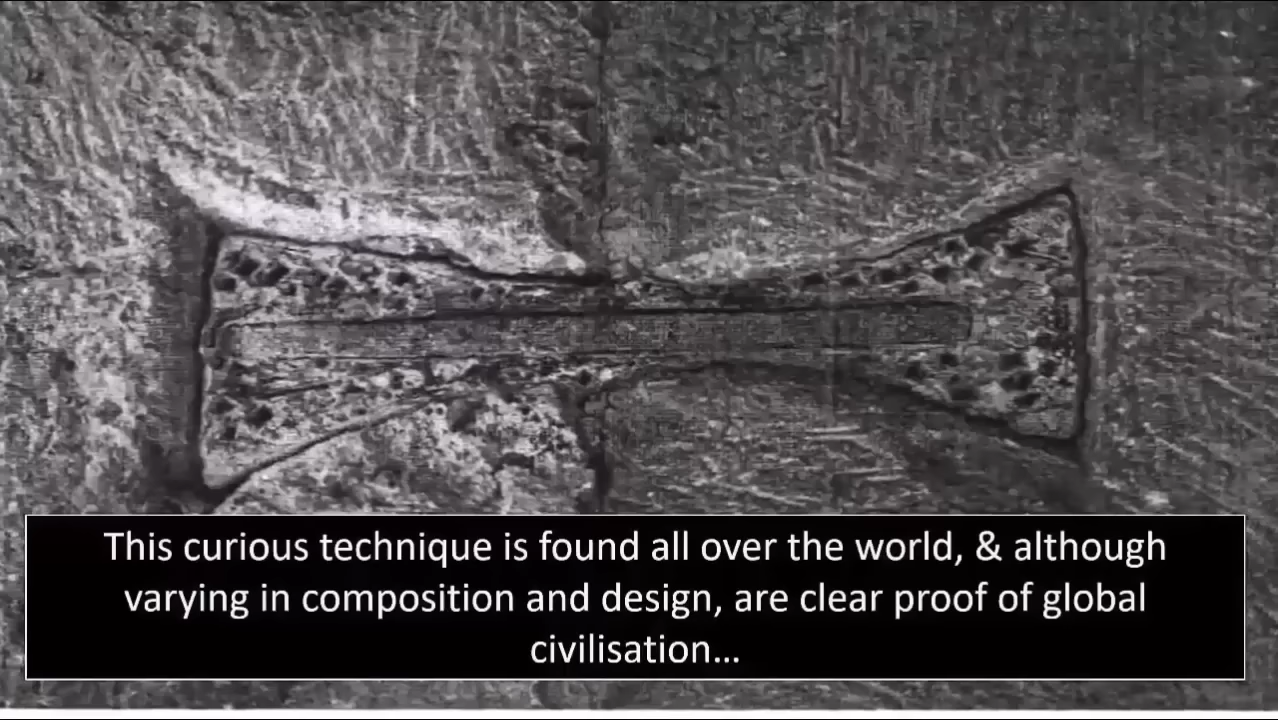 This curious technique is found all over the world, & although
varying in composition and design, are clear proof of global
civilisation...